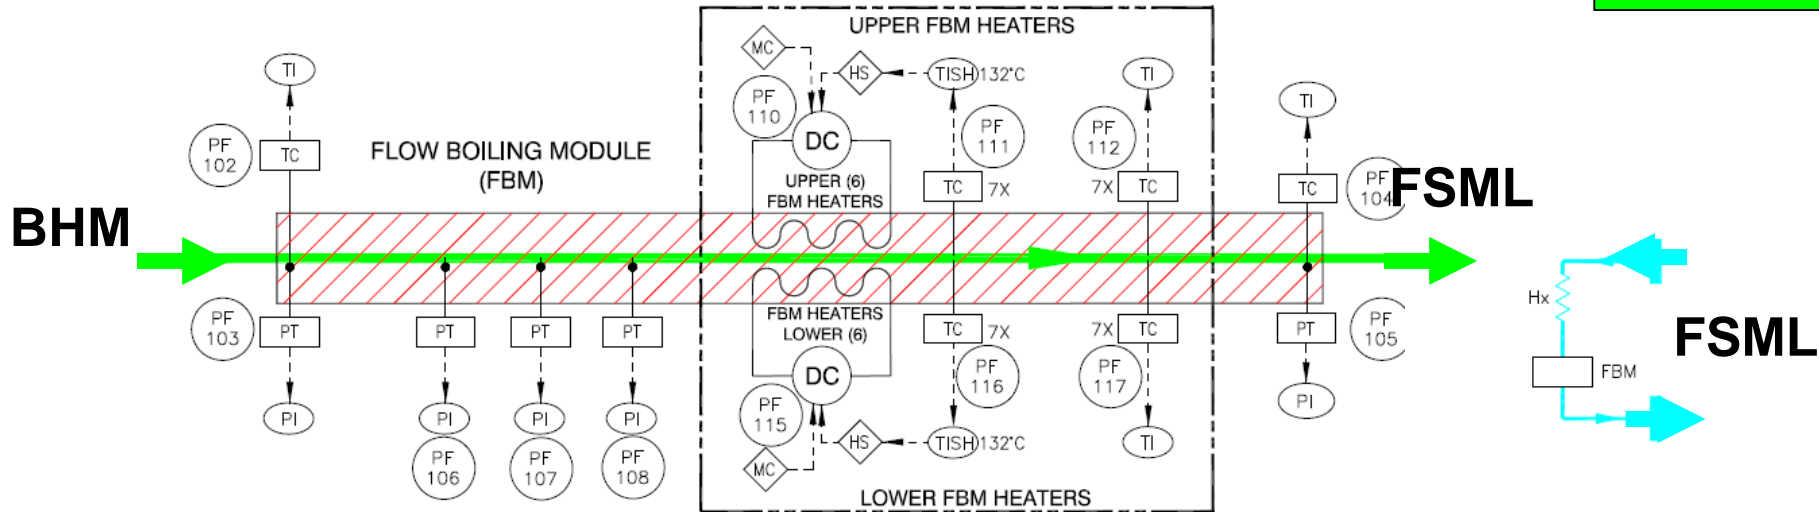 UPPER FBM HEATERS
MC
HS
TISH 132°C
TI
TI
TI
PF
110
PF
102
TC
FLOW BOILING MODULE
(FBM)
DC
PF
111
PF
112
UPPER (6)
FBM HEATERS
TC 7X
7X TC
TC
PF
104
FSML
BHM
PF
103
PT
PT
PT
PT
FBM HEATERS
LOWER (6)
TC 7X
7X TC
PT
PF
105
Hx
FSML
FBM
DC
PF
116
PF
117
PI
PI
PI
PI
PI
PF
115
PF
106
PF
107
PF
108
HS
TISH 132°C
TI
MC
LOWER FBM HEATERS